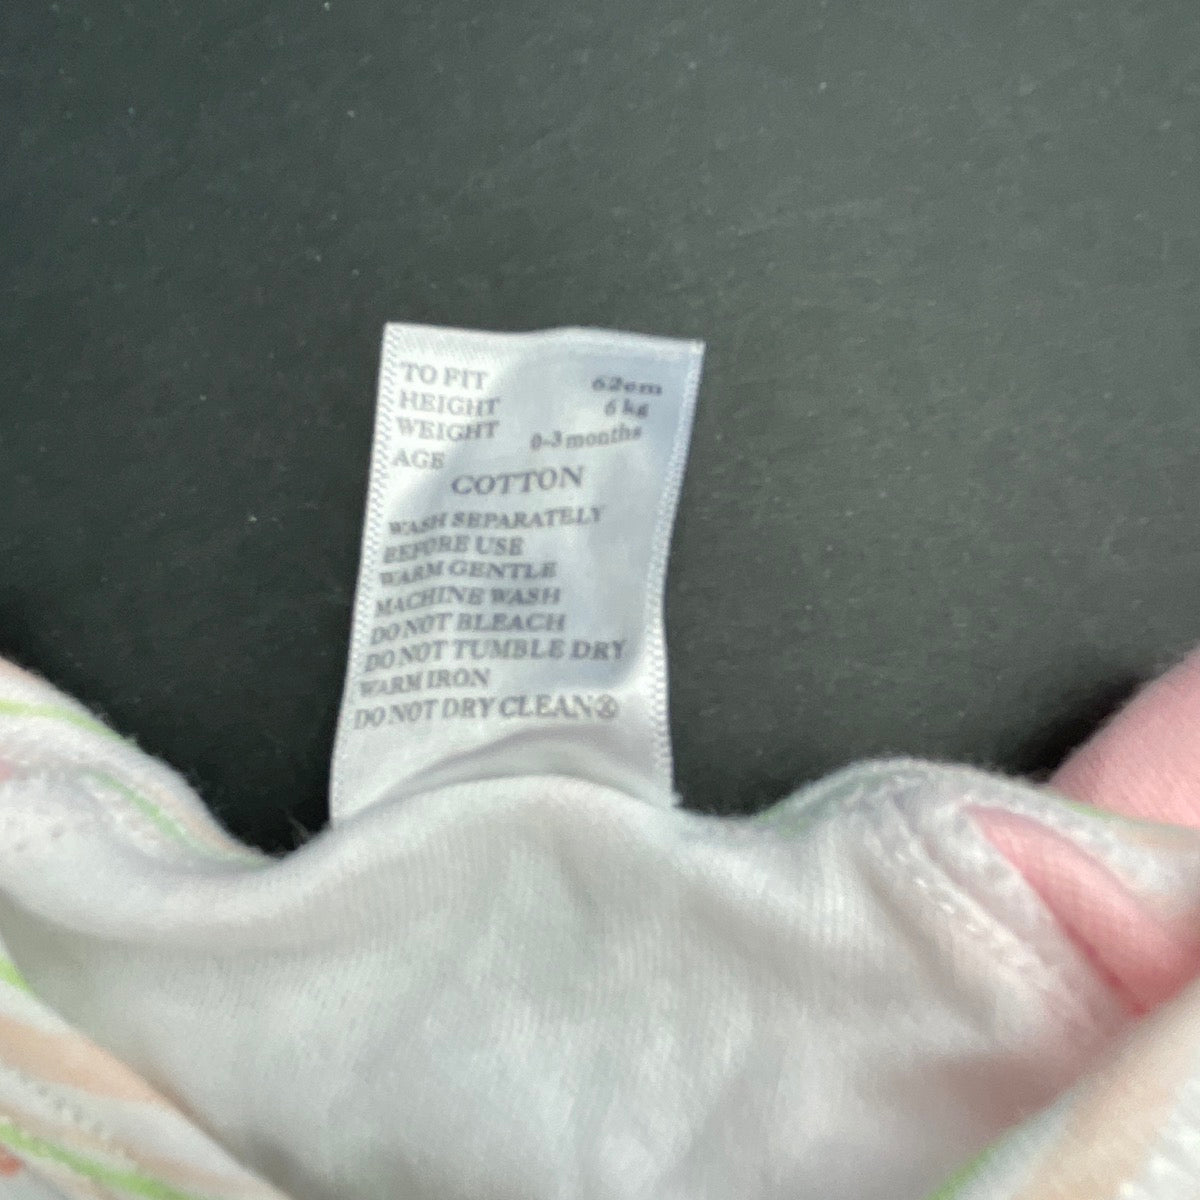 TO FIT
HEIGHT 62cm
WEIGHT 6 kg
AGE 0-3 months
COTTON
WASH SEPARATELY
BEFORE USE
WARM GENTLE
MACHINE WASH
DO NOT BLEACH
DO NOT TUMBLE DRY
WARM IRON
DO NOT DRY CLEAN